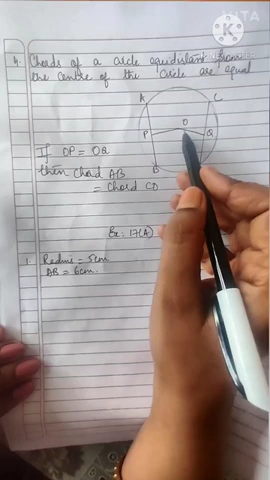 4. Chords of a circle equidistant from
the centre of the circle are equal
A
C
O
P
Q
B
If OP = OQ
then Chord AB
= Chord CD
Ex:- 17(A)
1. Radius = 5cm
AB = 6cm.